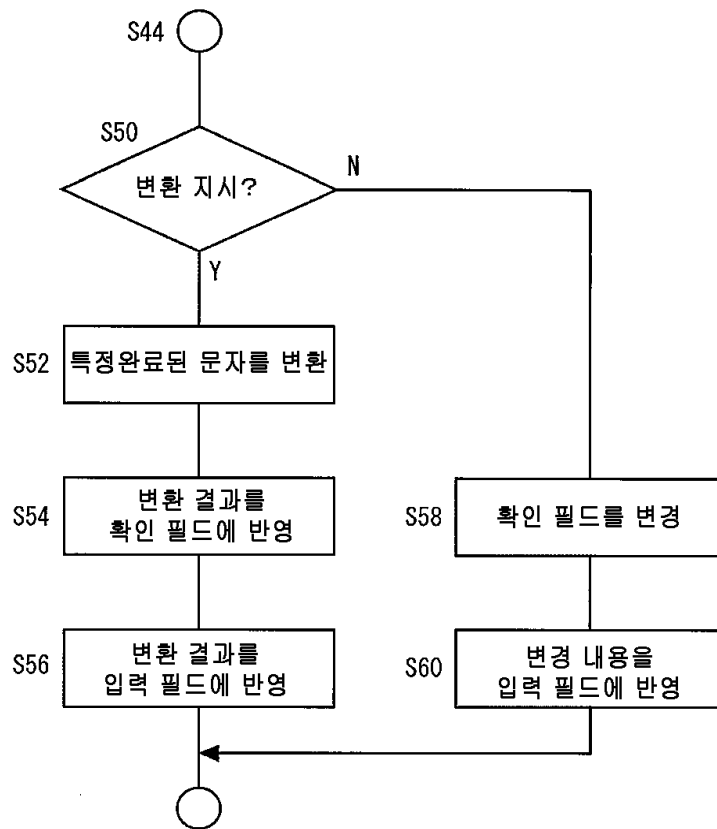 S44
S50
변환 지시?
N
Y
S52
특정완료된 문자를 변환
S54
변환 결과를
확인 필드에 반영
S58
확인 필드를 변경
S56
변환 결과를
입력 필드에 반영
S60
변경 내용을
입력 필드에 반영